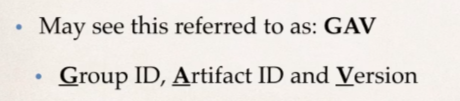 • May see this referred to as: GAV
• Group ID, Artifact ID and Version